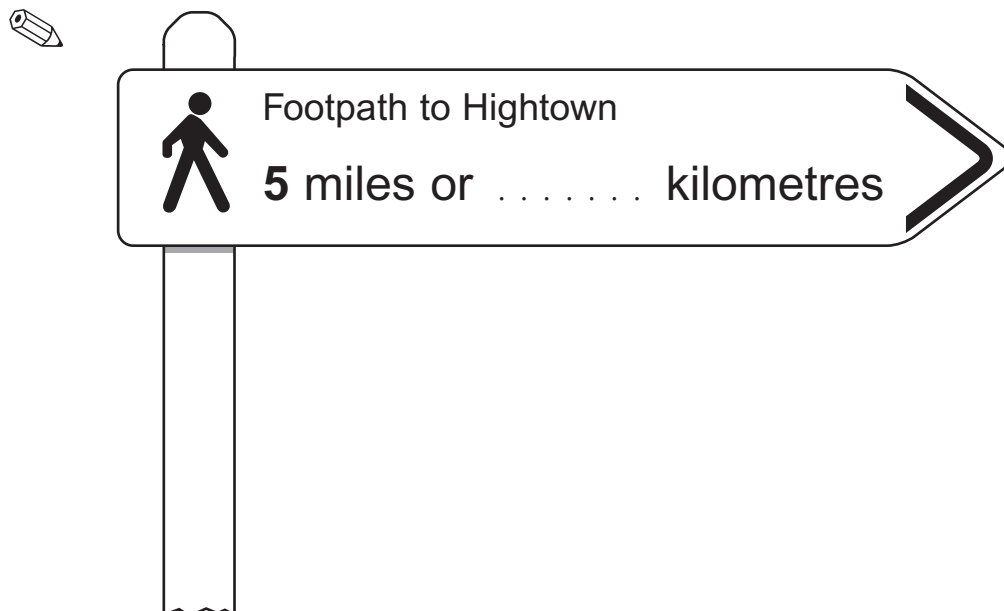 Footpath to Hightown
5 miles or ....... kilometres